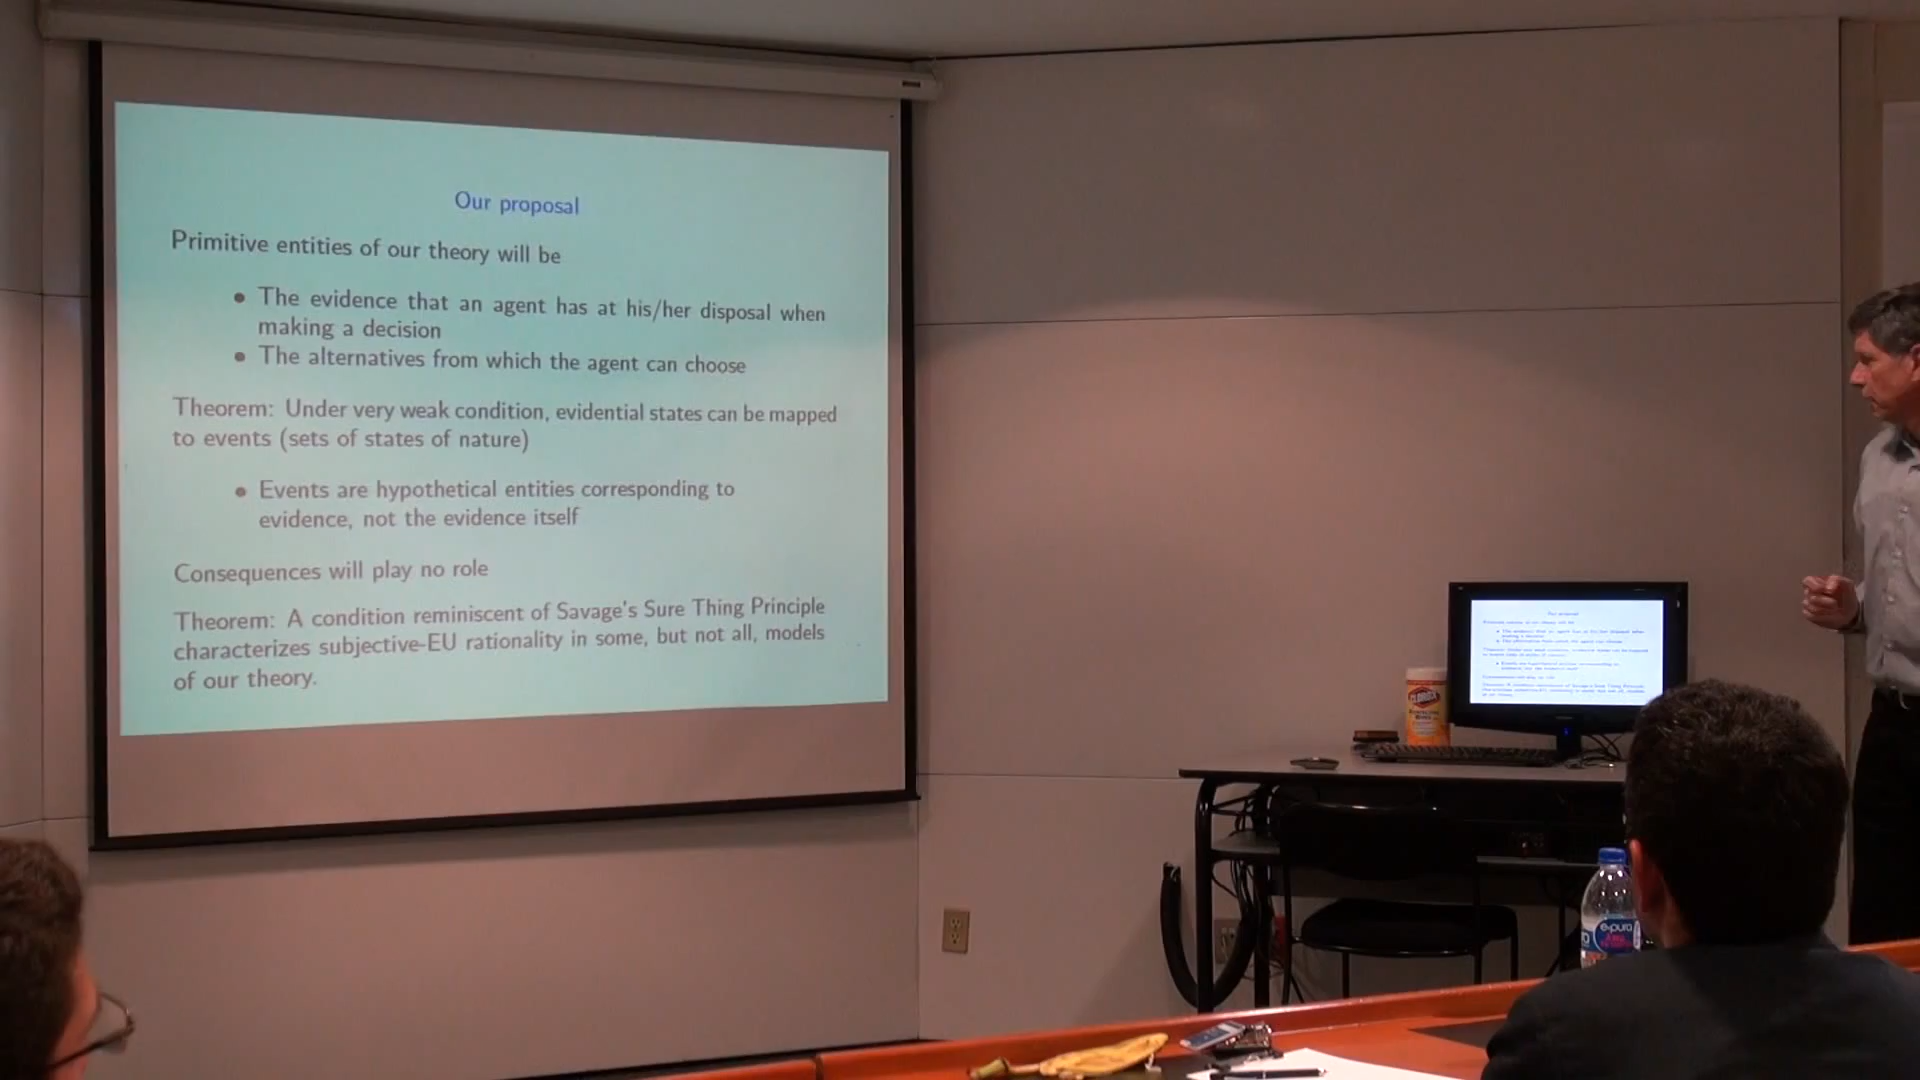 Our proposal
Primitive entities of our theory will be
• The evidence that an agent has at his/her disposal when
making a decision
• The alternatives from which the agent can choose
Theorem: Under very weak condition, evidential states can be mapped
to events (sets of states of nature)
• Events are hypothetical entities corresponding to
evidence, not the evidence itself
Consequences will play no role
Theorem: A condition reminiscent of Savage's Sure Thing Principle
characterizes subjective-EU rationality in some, but not all, models
of our theory.
CLOROX
e-pura